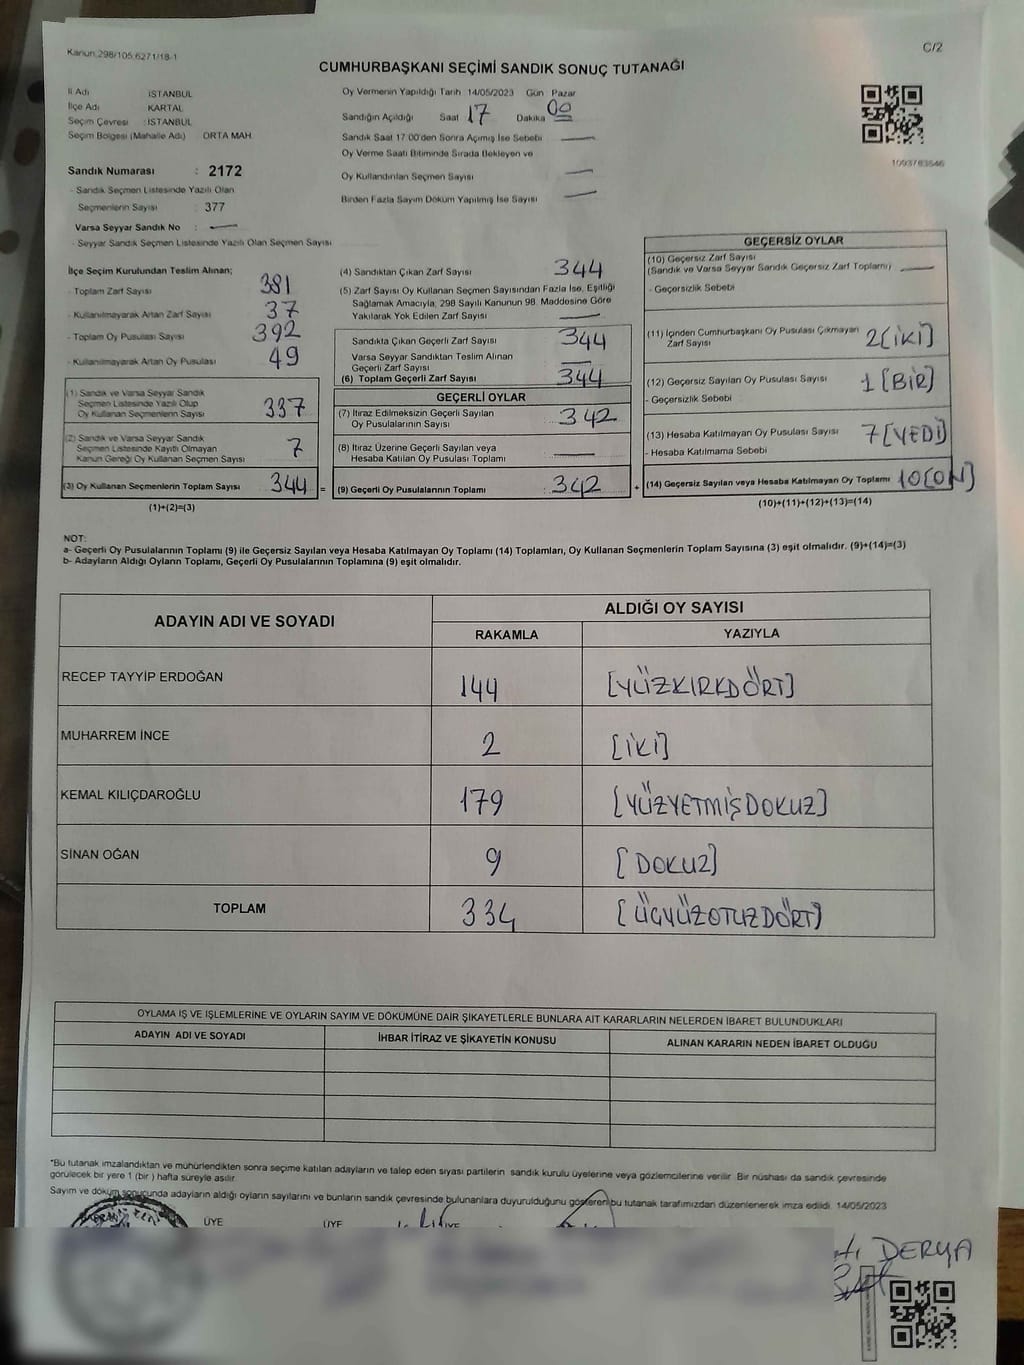 Kanun.298/105.6271/18-1
C/2
CUMHURBAŞKANI SEÇİMİ SANDIK SONUÇ TUTANAĞI
İl Adı İSTANBUL
İlçe Adı KARTAL
Seçim Çevresi : İSTANBUL
Seçim Bölgesi (Mahalle Adı) ORTA MAH.
Sandık Numarası : 2172
- Sandık Seçmen Listesinde Yazılı Olan
Seçmenlerin Sayısı : 377
Varsa Seyyar Sandık No :
- Seyyar Sandık Seçmen Listesinde Yazılı Olan Seçmen Sayısı
Oy Vermenin Yapıldığı Tarih 14/05/2023 Gün Pazar
Sandığın Açıldığı Saat 17 Dakika 00
Sandık Saat 17.00'den Sonra Açımış İse Sebebi
Oy Verme Saati Bitiminde Sırada Bekleyen ve
Oy Kullandırılan Seçmen Sayısı
Birden Fazla Sayım Döküm Yapılmış İse Sayısı
1093783846
İlçe Seçim Kurulundan Teslim Alınan;
- Toplam Zarf Sayısı 381
- Kullanılmayarak Artan Zarf Sayısı 37
- Toplam Oy Pusulası Sayısı 392
- Kullanılmayarak Artan Oy Pusulası 49
(1) Sandık ve Varsa Seyyar Sandık
Seçmen Listesinde Yazılı Olup
Oy Kullanan Seçmenlerin Sayısı 337
(2) Sandık ve Varsa Seyyar Sandık
Seçmen Listesinde Kayıtlı Olmayan
Kanun Gereği Oy Kullanan Seçmen Sayısı 7
(3) Oy Kullanan Seçmenlerin Toplam Sayısı 344 =
(1)+(2)=(3)
(4) Sandıktan Çıkan Zarf Sayısı 344
(5) Zarf Sayısı Oy Kullanan Seçmen Sayısından Fazla İse, Eşitliği
Sağlamak Amacıyla, 298 Sayılı Kanunun 98. Maddesine Göre
Yakılarak Yok Edilen Zarf Sayısı
Sandıkta Çıkan Geçerli Zarf Sayısı 344
Varsa Seyyar Sandıktan Teslim Alınan
Geçerli Zarf Sayısı
(6) Toplam Geçerli Zarf Sayısı 344
GEÇERLİ OYLAR
(7) İtiraz Edilmeksizin Geçerli Sayılan
Oy Pusulalarının Sayısı 342
(8) İtiraz Üzerine Geçerli Sayılan veya
Hesaba Katılan Oy Pusulası Toplamı
(9) Geçerli Oy Pusulalarının Toplamı : 342 +
GEÇERSİZ OYLAR
(10) Geçersiz Zarf Sayısı
(Sandık ve Varsa Seyyar Sandık Geçersiz Zarf Toplamı)
- Geçersizlik Sebebi
(11) İçinden Cumhurbaşkanı Oy Pusulası Çıkmayan
Zarf Sayısı 2[İKİ]
(12) Geçersiz Sayılan Oy Pusulası Sayısı 1 [BİR]
- Geçersizlik Sebebi
(13) Hesaba Katılmayan Oy Pusulası Sayısı 7 [YEDİ]
- Hesaba Katılmama Sebebi
(14) Geçersiz Sayılan veya Hesaba Katılmayan Oy Toplamı 10[ON]
(10)+(11)+(12)+(13)=(14)
NOT:
a- Geçerli Oy Pusulalarının Toplamı (9) ile Geçersiz Sayılan veya Hesaba Katılmayan Oy Toplamı (14) Toplamları, Oy Kullanan Seçmenlerin Toplam Sayısına (3) eşit olmalıdır. (9)+(14)=(3)
b- Adayların Aldığı Oyların Toplamı, Geçerli Oy Pusulalarının Toplamına (9) eşit olmalıdır.
ADAYIN ADI VE SOYADI ALDIĞI OY SAYISI
RAKAMLA YAZIYLA
RECEP TAYYİP ERDOĞAN 144 [YÜZKIRKDÖRT]
MUHARREM İNCE 2 [İKİ]
KEMAL KILIÇDAROĞLU 179 [YÜZYETMİŞDOKUZ]
SİNAN OĞAN 9 [DOKUZ]
TOPLAM 334 [ÜÇYÜZOTUZDÖRT]
OYLAMA İŞ VE İŞLEMLERİNE VE OYLARIN SAYIM VE DÖKÜMÜNE DAİR ŞİKAYETLERLE BUNLARA AİT KARARLARIN NELERDEN İBARET BULUNDUKLARI
ADAYIN ADI VE SOYADI İHBAR İTİRAZ VE ŞİKAYETİN KONUSU ALINAN KARARIN NEDEN İBARET OLDUĞU
*Bu tutanak imzalandıktan ve mühürlendikten sonra seçime katılan adayların ve talep eden siyasi partilerin sandık kurulu üyelerine veya gözlemcilerine verilir. Bir nüshası da sandık çevresinde
görülecek bir yere 1 (bir) hafta süreyle asılır.
Sayım ve döküm sonucunda adayların aldığı oyların sayılarını ve bunların sandık çevresinde bulunanlara duyurulduğunu gösteren bu tutanak tarafımızdan düzenlenerek imza edildi. 14/05/2023
ÜYE ÜYE ÜYE
DERYA